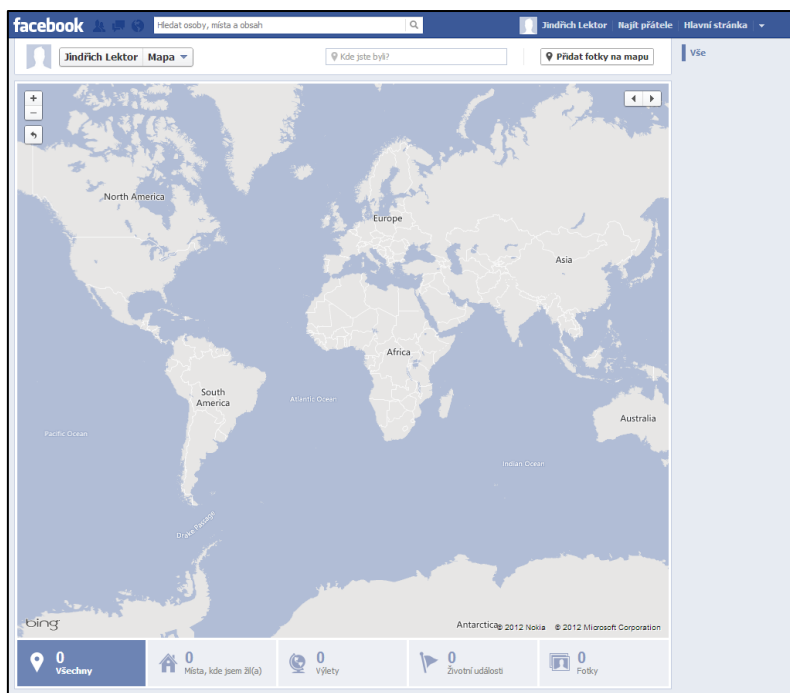 facebook Hledat osoby, místa a obsah Jindřich Lektor Najít přátele Hlavní stránka
Jindřich Lektor Mapa Kde jste byli? Přidat fotky na mapu Vše
+
−
North America
Europe
Asia
Africa
South
America
Atlantic Ocean
Australia
Pacific Ocean
Indian Ocean
Drake Passage
bing Antarctica © 2012 Nokia © 2012 Microsoft Corporation
0 0 0 0 0
Všechny Místa, kde jsem žil(a) Výlety Životní události Fotky